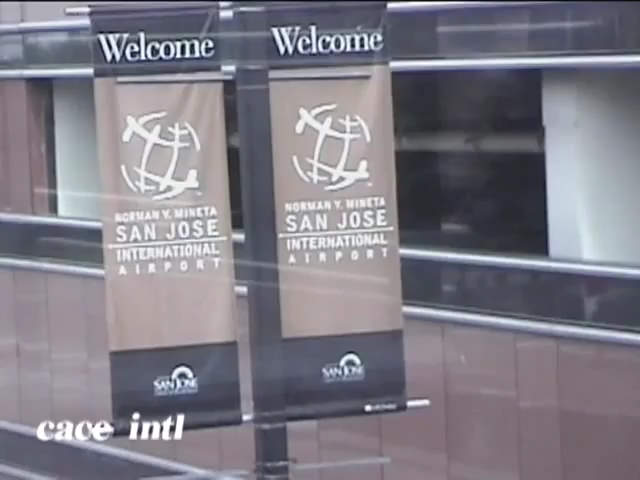 Welcome
NORMAN Y. MINETA
SAN JOSE
INTERNATIONAL
AIRPORT
SAN JOSE
Welcome
NORMAN Y. MINETA
SAN JOSE
INTERNATIONAL
AIRPORT
SAN JOSE
cace intl